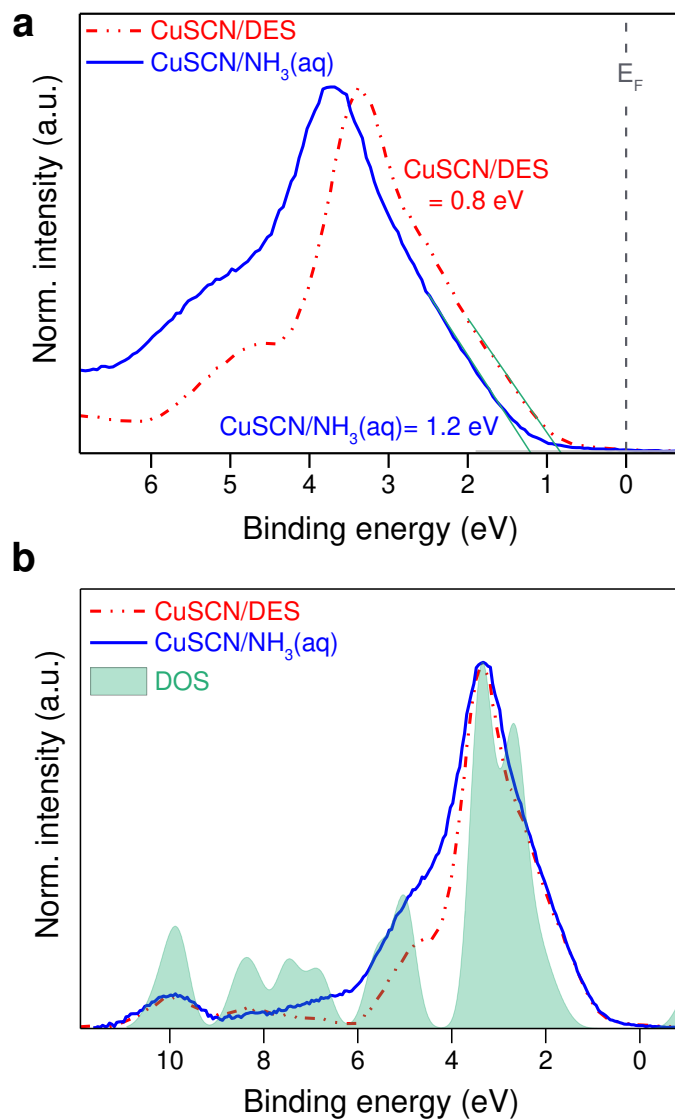 a
CuSCN/DES
CuSCN/NH₃(aq)
E_F
CuSCN/DES
= 0.8 eV
CuSCN/NH₃(aq)= 1.2 eV
Norm. intensity (a.u.)
6 5 4 3 2 1 0
Binding energy (eV)
b
CuSCN/DES
CuSCN/NH₃(aq)
DOS
Norm. intensity (a.u.)
10 8 6 4 2 0
Binding energy (eV)